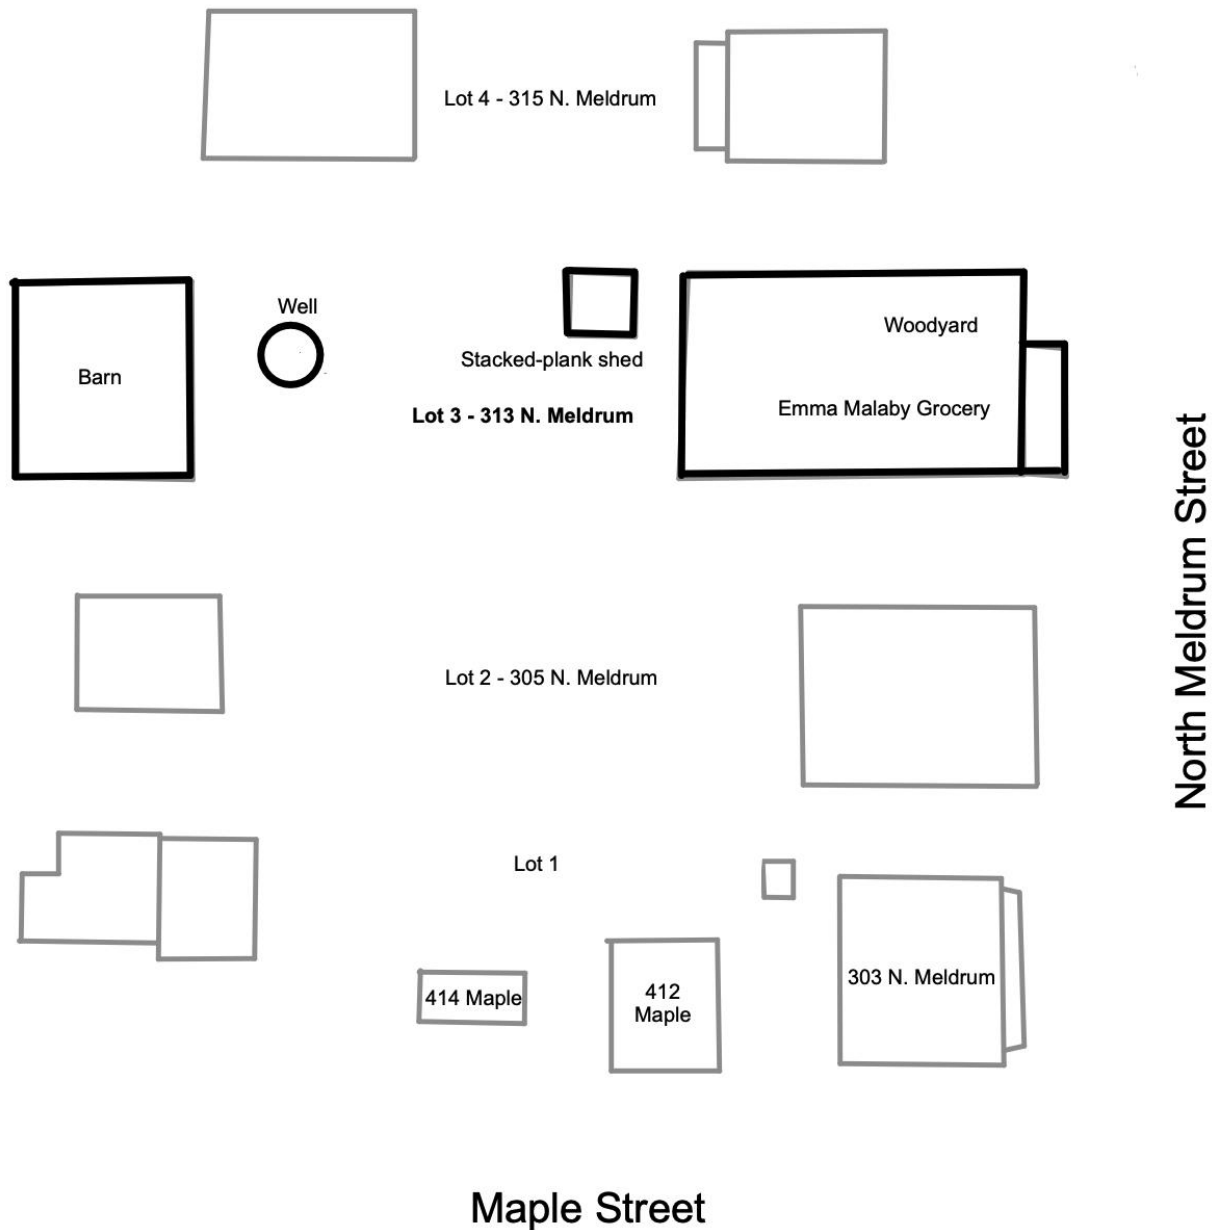 Lot 4 - 315 N. Meldrum
Well
Woodyard
Stacked-plank shed
Barn
Emma Malaby Grocery
Lot 3 - 313 N. Meldrum
North Meldrum Street
Lot 2 - 305 N. Meldrum
Lot 1
303 N. Meldrum
414 Maple
412
Maple
Maple Street